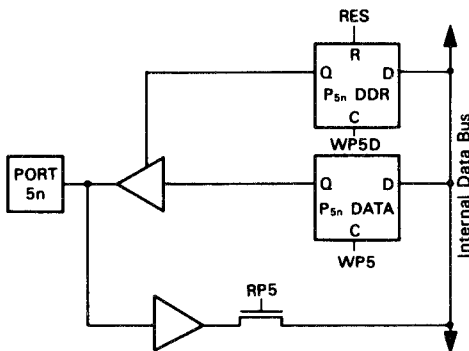 RES
R
Q D
P5n DDR
C
WP5D
PORT
5n
Q D
P5n DATA
C
WP5
RP5
Internal Data Bus